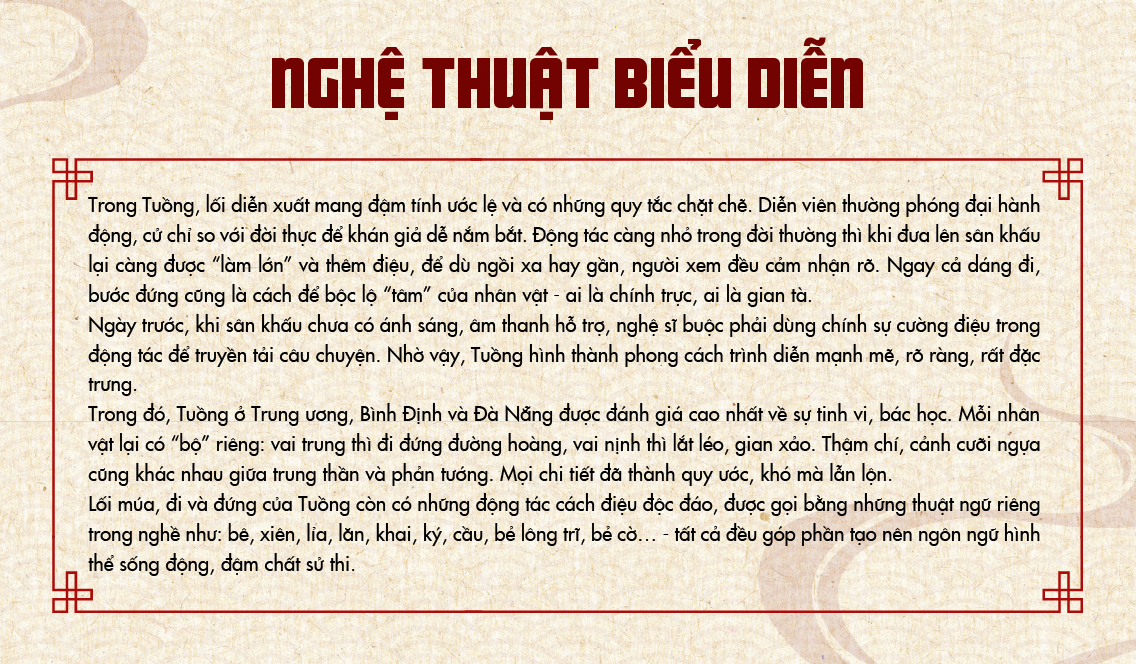 NGHỆ THUẬT BIỂU DIỄN
Trong Tuồng, lối diễn xuất mang đậm tính ước lệ và có những quy tắc chặt chẽ. Diễn viên thường phóng đại hành
động, cử chỉ so với đời thực để khán giả dễ nắm bắt. Động tác càng nhỏ trong đời thường thì khi đưa lên sân khấu
lại càng được “làm lớn” và thêm điệu, để dù ngồi xa hay gần, người xem đều cảm nhận rõ. Ngay cả dáng đi,
bước đứng cũng là cách để bộc lộ “tâm” của nhân vật - ai là chính trực, ai là gian tà.
Ngày trước, khi sân khấu chưa có ánh sáng, âm thanh hỗ trợ, nghệ sĩ buộc phải dùng chính sự cường điệu trong
động tác để truyền tải câu chuyện. Nhờ vậy, Tuồng hình thành phong cách trình diễn mạnh mẽ, rõ ràng, rất đặc
trưng.
Trong đó, Tuồng ở Trung ương, Bình Định và Đà Nẵng được đánh giá cao nhất về sự tinh vi, bác học. Mỗi nhân
vật lại có “bộ” riêng: vai trung thì đi đứng đường hoàng, vai nịnh thì lắt léo, gian xảo. Thậm chí, cảnh cưỡi ngựa
cũng khác nhau giữa trung thần và phản tướng. Mọi chi tiết đã thành quy ước, khó mà lẫn lộn.
Lối múa, đi và đứng của Tuồng còn có những động tác cách điệu độc đáo, được gọi bằng những thuật ngữ riêng
trong nghề như: bê, xiên, lỉa, lăn, khai, ký, cầu, bẻ lông trĩ, bẻ cờ… - tất cả đều góp phần tạo nên ngôn ngữ hình
thể sống động, đậm chất sử thi.